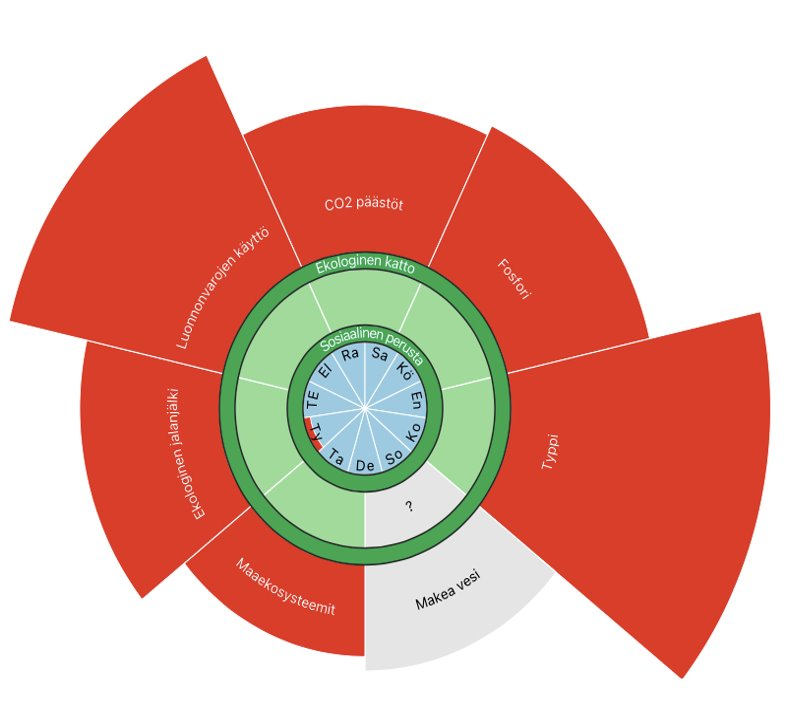 CO2 päästöt
Fosfori
Typpi
Makea vesi
?
Maaekosysteemit
Ekologinen jalanjälki
Luonnonvarojen käyttö
Ekologinen katto
Sosiaalinen perusta
Sa
Kö
En
Ko
So
De
Ta
Ty
TE
El
Ra